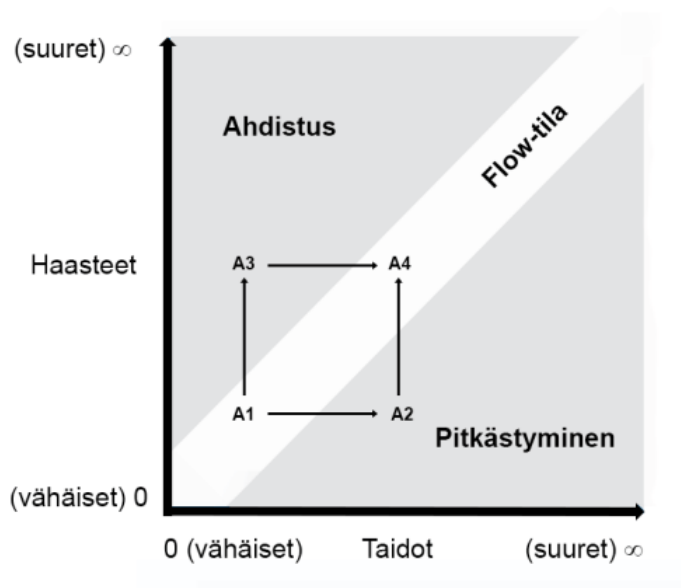 (suuret) ∞
Ahdistus
Flow-tila
Haasteet
A3
A4
A1
A2
Pitkästyminen
(vähäiset) 0
0 (vähäiset)
Taidot
(suuret) ∞